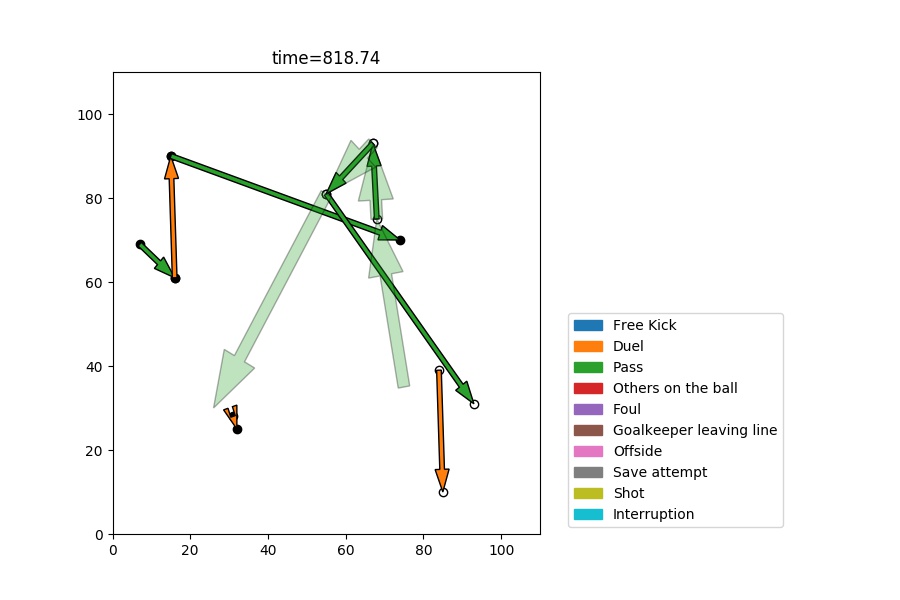 time=818.74
100
80
60
40
20
0
0 20 40 60 80 100
Free Kick
Duel
Pass
Others on the ball
Foul
Goalkeeper leaving line
Offside
Save attempt
Shot
Interruption